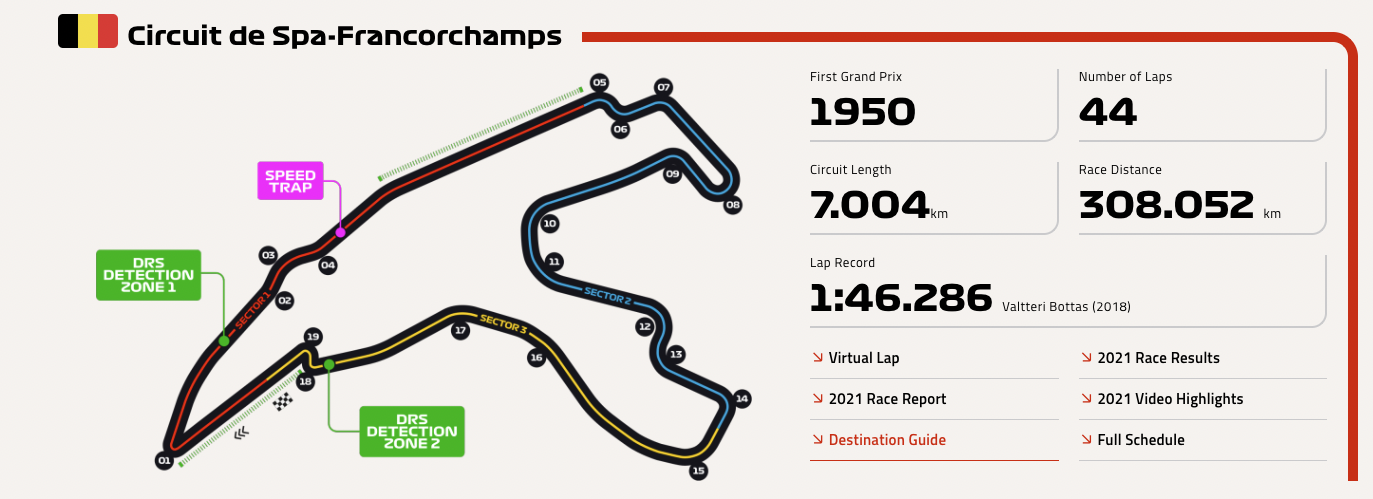 Circuit de Spa-Francorchamps
05
07
06
SPEED
TRAP
09
08
10
03
04
11
DRS
DETECTION
ZONE 1
SECTOR 1
02
SECTOR 2
19
17
SECTOR 3
12
16
13
18
14
DRS
DETECTION
ZONE 2
01
15
First Grand Prix
1950
Number of Laps
44
Circuit Length
7.004km
Race Distance
308.052 km
Lap Record
1:46.286 Valtteri Bottas (2018)
Virtual Lap
2021 Race Results
2021 Race Report
2021 Video Highlights
Destination Guide
Full Schedule